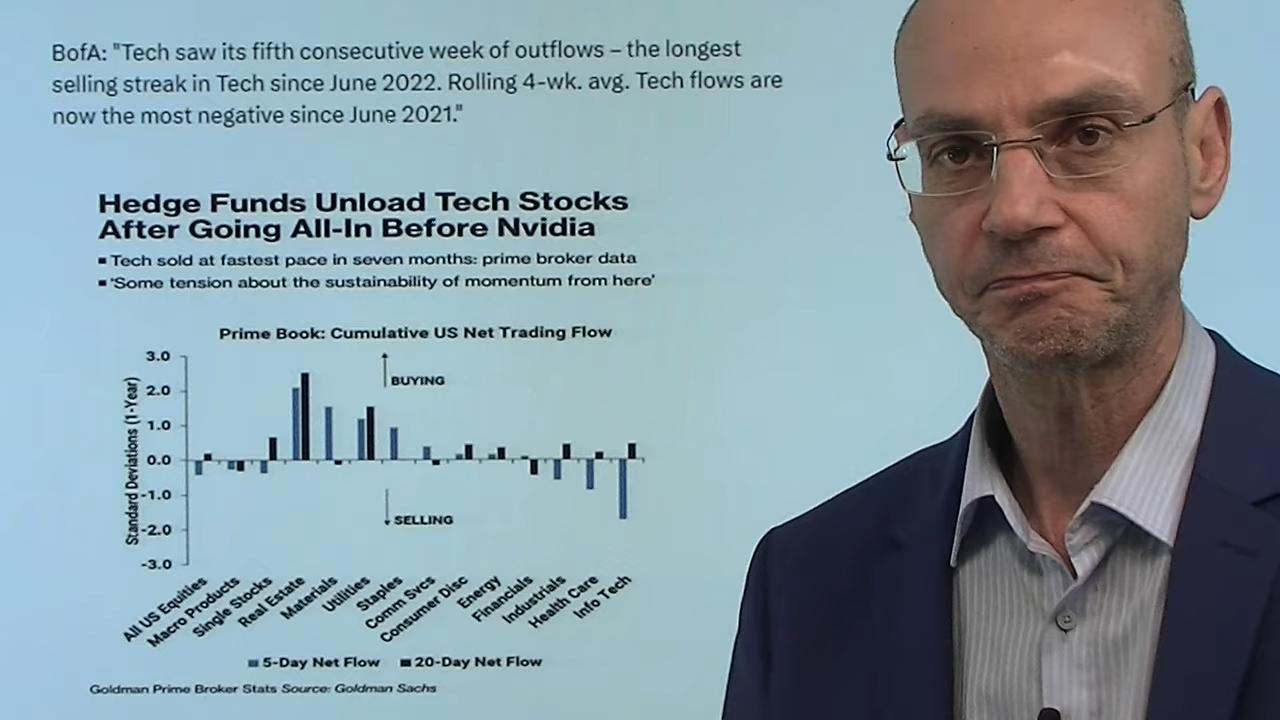 BofA: "Tech saw its fifth consecutive week of outflows – the longest
selling streak in Tech since June 2022. Rolling 4-wk. avg. Tech flows are
now the most negative since June 2021."
Hedge Funds Unload Tech Stocks
After Going All-In Before Nvidia
▪ Tech sold at fastest pace in seven months: prime broker data
▪ 'Some tension about the sustainability of momentum from here'
Prime Book: Cumulative US Net Trading Flow
Standard Deviations (1-Year)
3.0
2.0
1.0
0.0
-1.0
-2.0
-3.0
BUYING
SELLING
All US Equities
Macro Products
Single Stocks
Real Estate
Materials
Utilities
Staples
Comm Svcs
Consumer Disc
Energy
Financials
Industrials
Health Care
Info Tech
5-Day Net Flow
20-Day Net Flow
Goldman Prime Broker Stats Source: Goldman Sachs